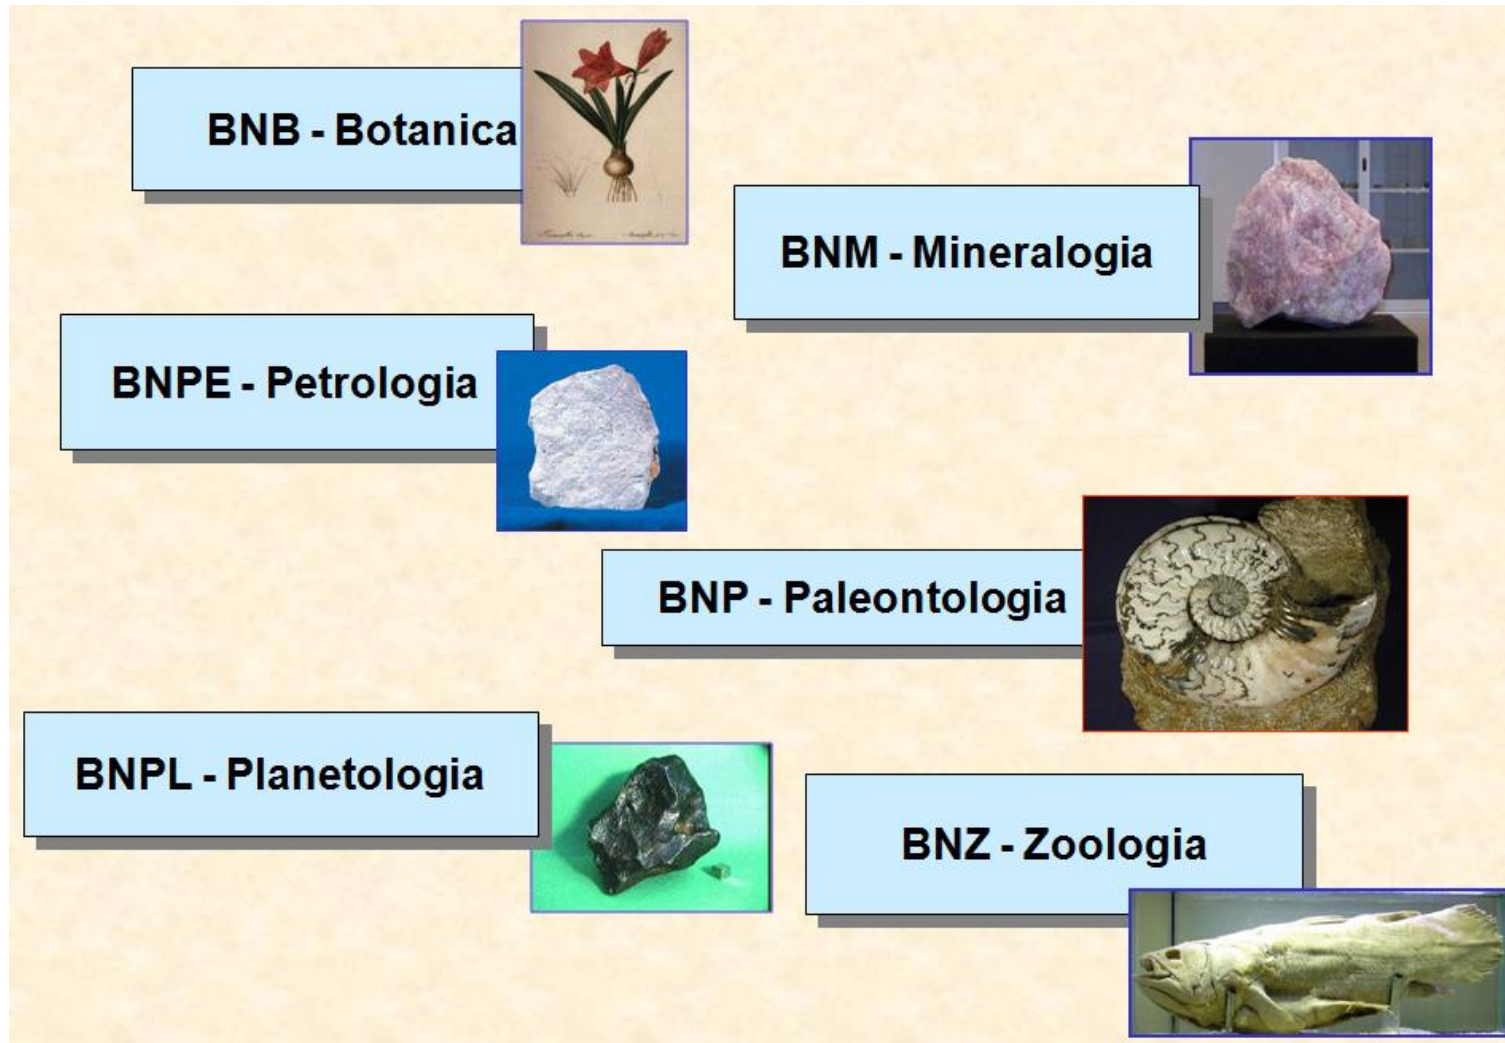 BNB - Botanica
BNM - Mineralogia
BNPE - Petrologia
BNP - Paleontologia
BNPL - Planetologia
BNZ - Zoologia